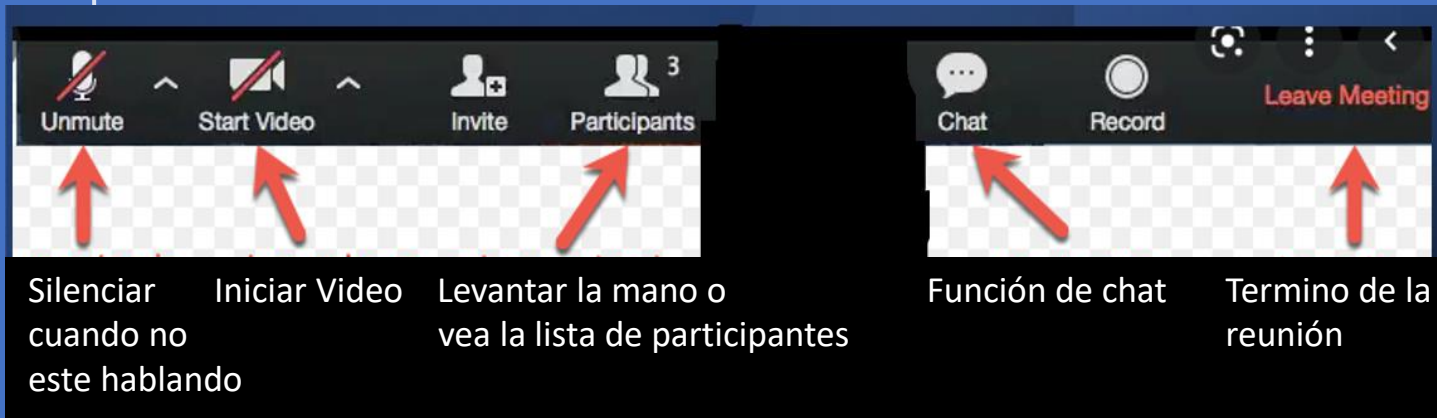 3
Unmute
Start Video
Invite
Participants
Chat
Record
Leave Meeting
Silenciar
cuando no
este hablando
Iniciar Video
Levantar la mano o
vea la lista de participantes
Función de chat
Termino de la
reunión